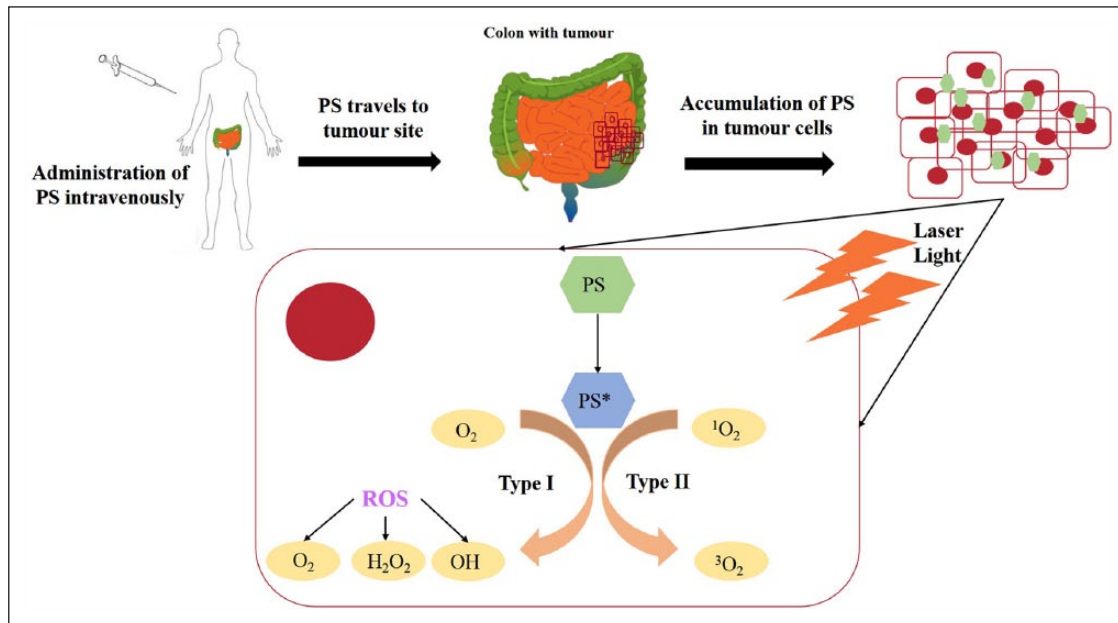 Colon with tumour
PS travels to
tumour site
Accumulation of PS
in tumour cells
Administration of
PS intravenously
Laser
Light
PS
PS*
O₂
¹O₂
Type I
Type II
ROS
O₂
H₂O₂
OH
³O₂